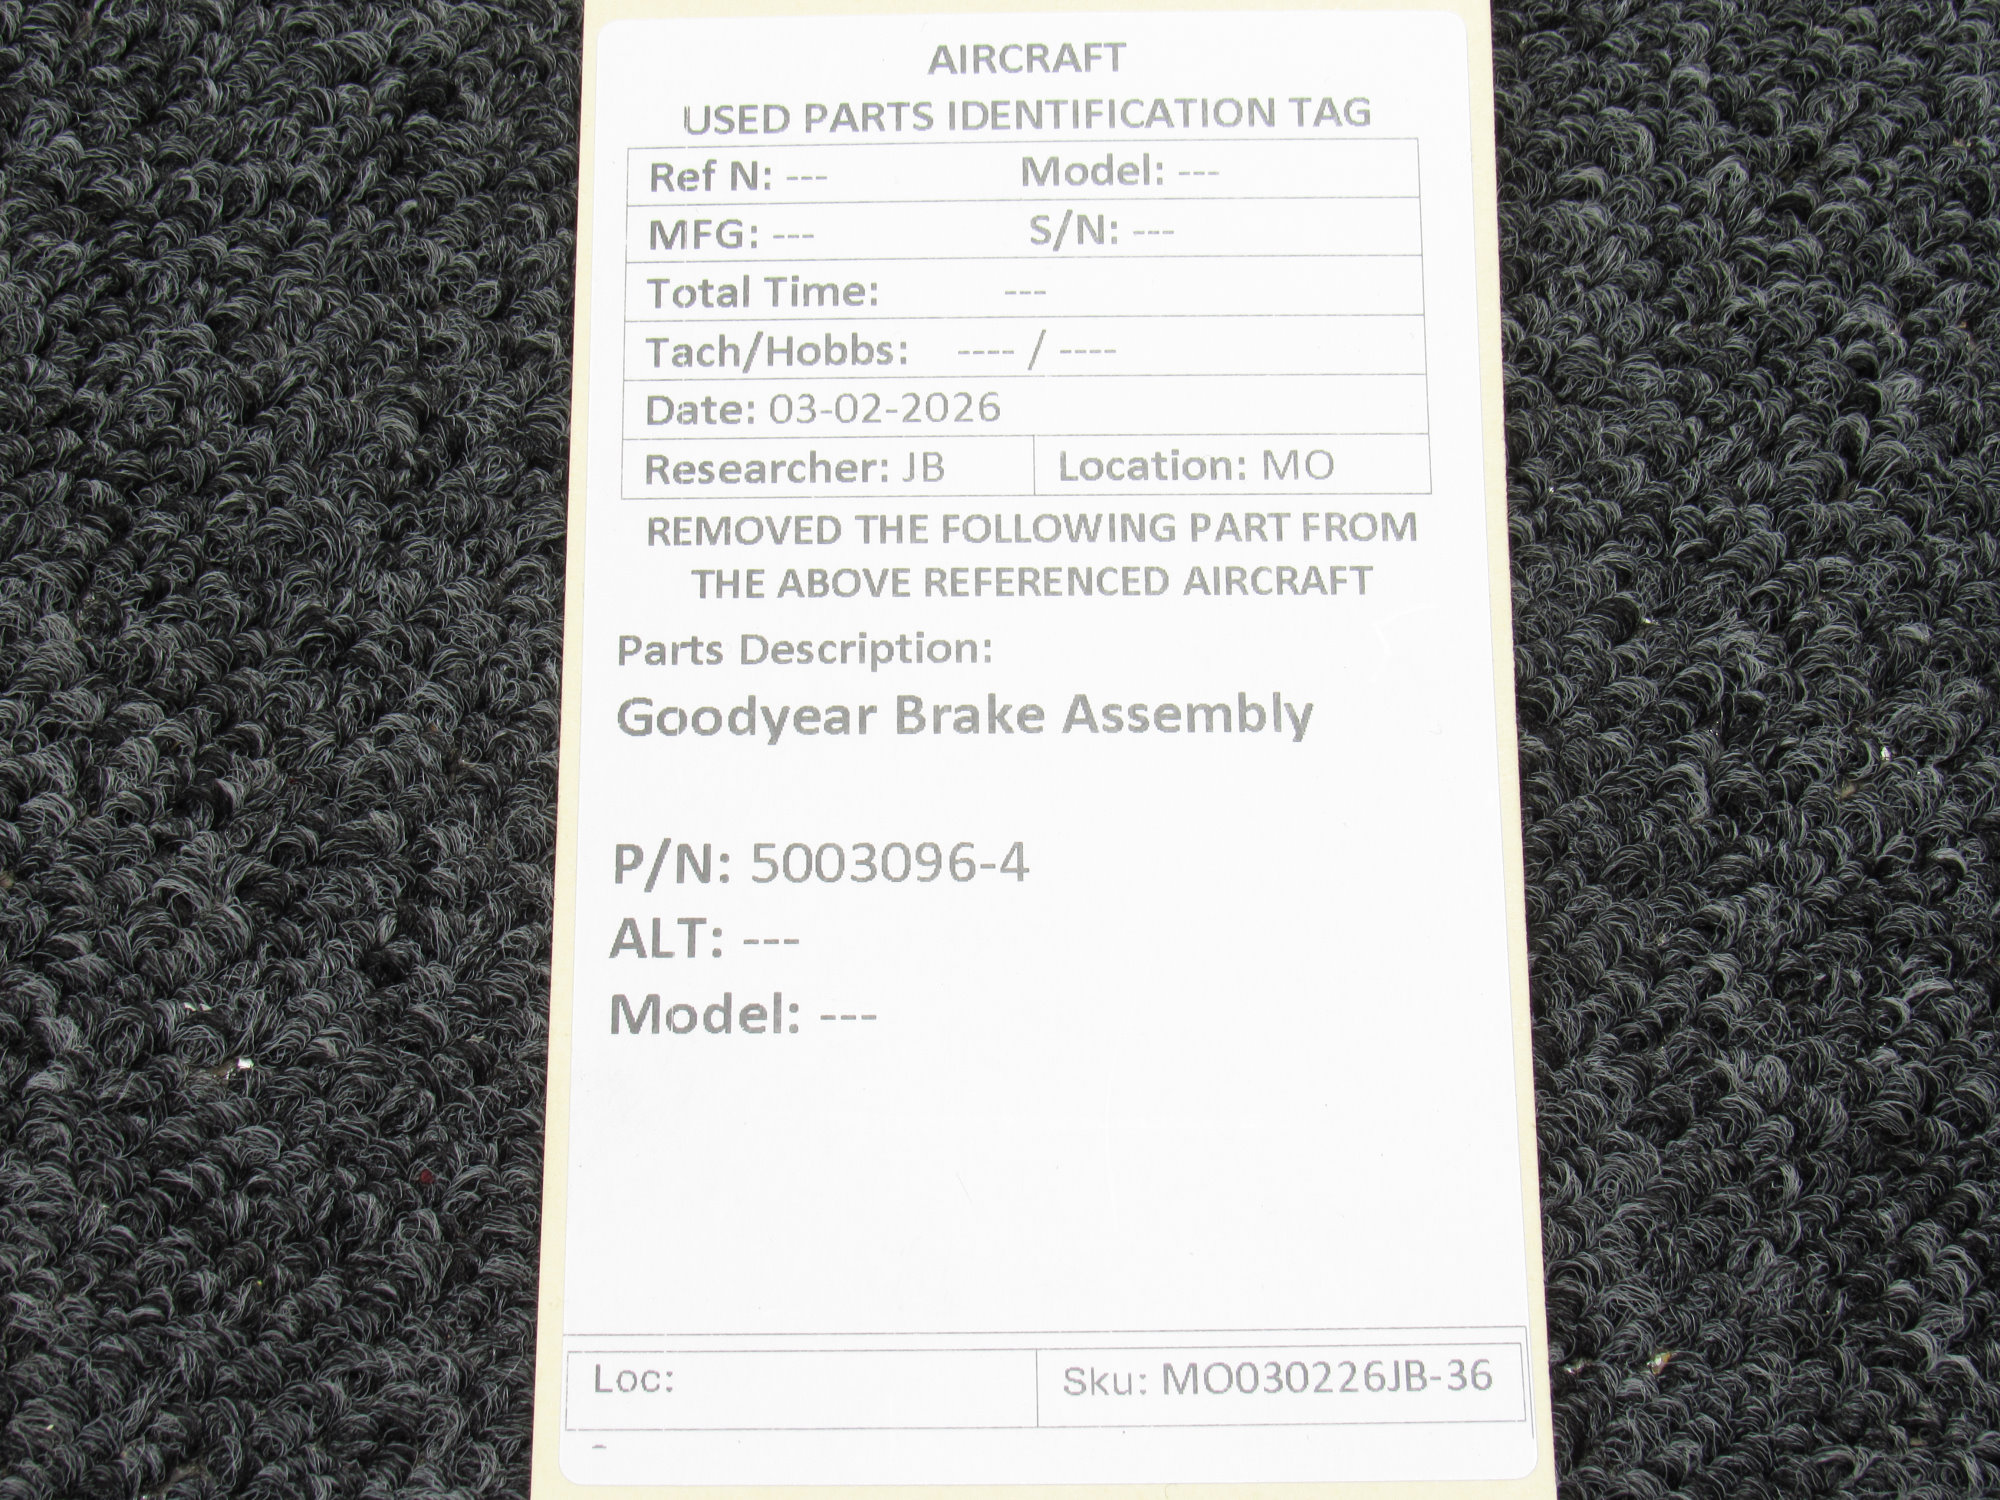 AIRCRAFT
USED PARTS IDENTIFICATION TAG
Ref N: --- Model: ---
MFG: --- S/N: ---
Total Time: ---
Tach/Hobbs: ---- / ----
Date: 03-02-2026
Researcher: JB Location: MO
REMOVED THE FOLLOWING PART FROM
THE ABOVE REFERENCED AIRCRAFT
Parts Description:
Goodyear Brake Assembly
P/N: 5003096-4
ALT: ---
Model: ---
Loc: Sku: MO030226JB-36